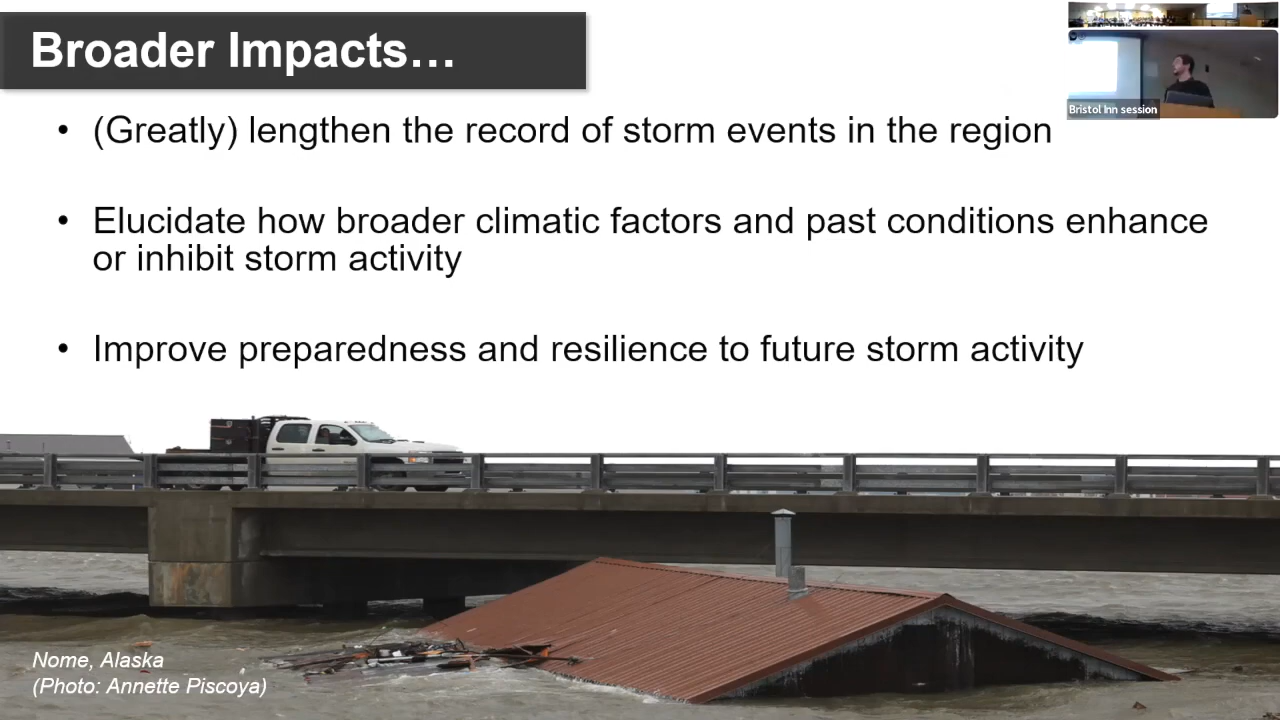 Broader Impacts…
Bristol Inn session
• (Greatly) lengthen the record of storm events in the region
• Elucidate how broader climatic factors and past conditions enhance
or inhibit storm activity
• Improve preparedness and resilience to future storm activity
Nome, Alaska
(Photo: Annette Piscoya)